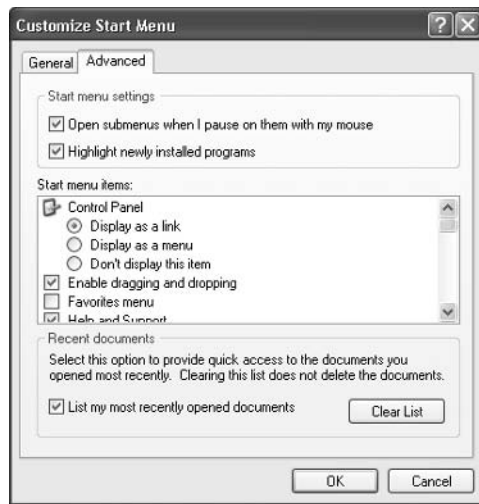 Customize Start Menu
General Advanced
Start menu settings
Open submenus when I pause on them with my mouse
Highlight newly installed programs
Start menu items:
Control Panel
Display as a link
Display as a menu
Don't display this item
Enable dragging and dropping
Favorites menu
Help and Support
Recent documents
Select this option to provide quick access to the documents you
opened most recently. Clearing this list does not delete the documents.
List my most recently opened documents Clear List
OK Cancel